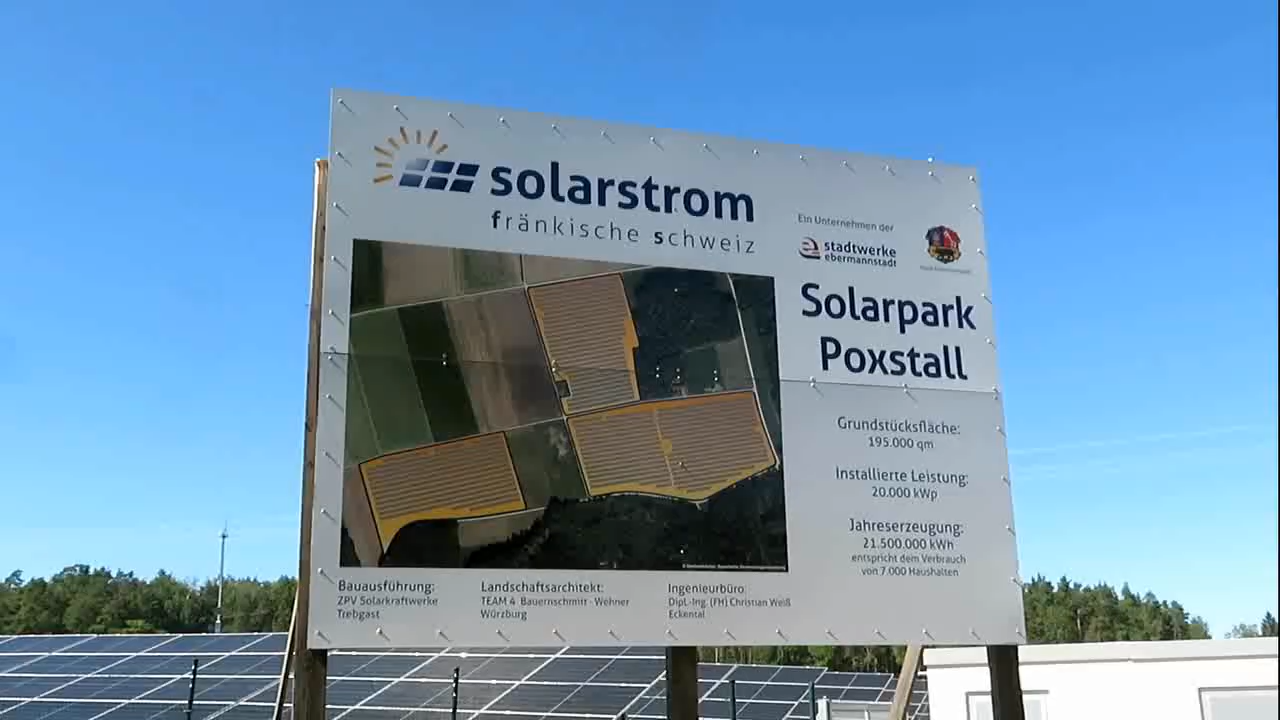 solarstrom
fränkische schweiz
Ein Unternehmen der
stadtwerke
ebermannstadt
Solarpark
Poxstall
Grundstücksfläche:
195.000 qm
Installierte Leistung:
20.000 kWp
Jahreserzeugung:
21.500.000 kWh
entspricht dem Verbrauch
von 7.000 Haushalten
Bauausführung:
ZPV Solarkraftwerke
Trebgast
Landschaftsarchitekt:
TEAM 4 Bauernschmitt - Wehner
Würzburg
Ingenieurbüro:
Dipl.-Ing. (FH) Christian Weiß
Eckental